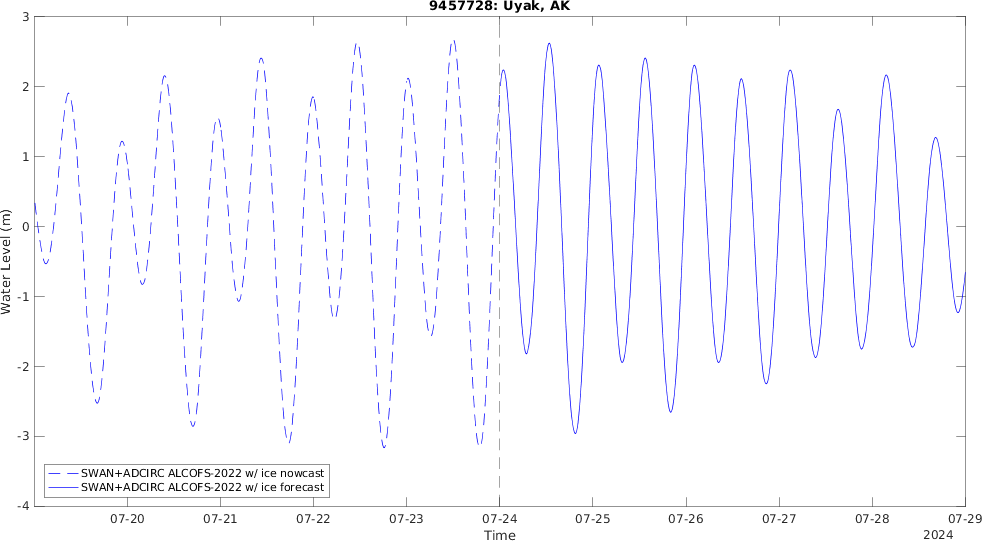 9457728: Uyak, AK
3
2
1
0
-1
-2
-3
-4
Water Level (m)
SWAN+ADCIRC ALCOFS-2022 w/ ice nowcast
SWAN+ADCIRC ALCOFS-2022 w/ ice forecast
07-20 07-21 07-22 07-23 07-24 07-25 07-26 07-27 07-28 07-29
Time
2024